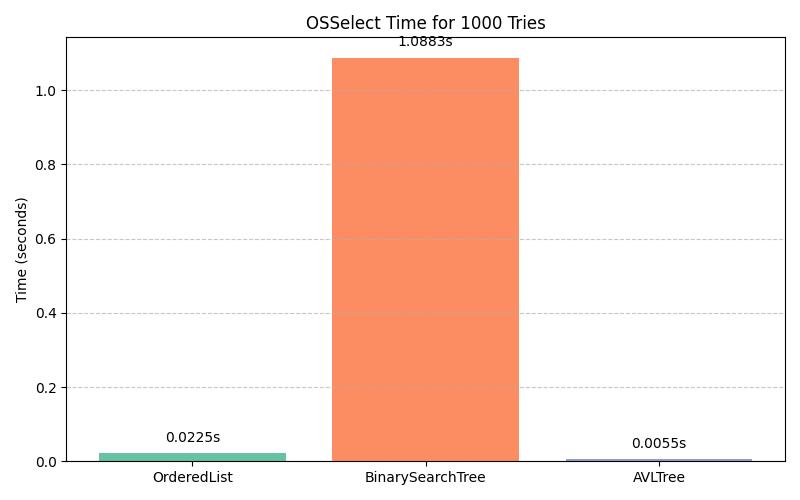 OSSelect Time for 1000 Tries
1.0883s
1.0
0.8
0.6
0.4
0.2
0.0
Time (seconds)
0.0225s
0.0055s
OrderedList
BinarySearchTree
AVLTree